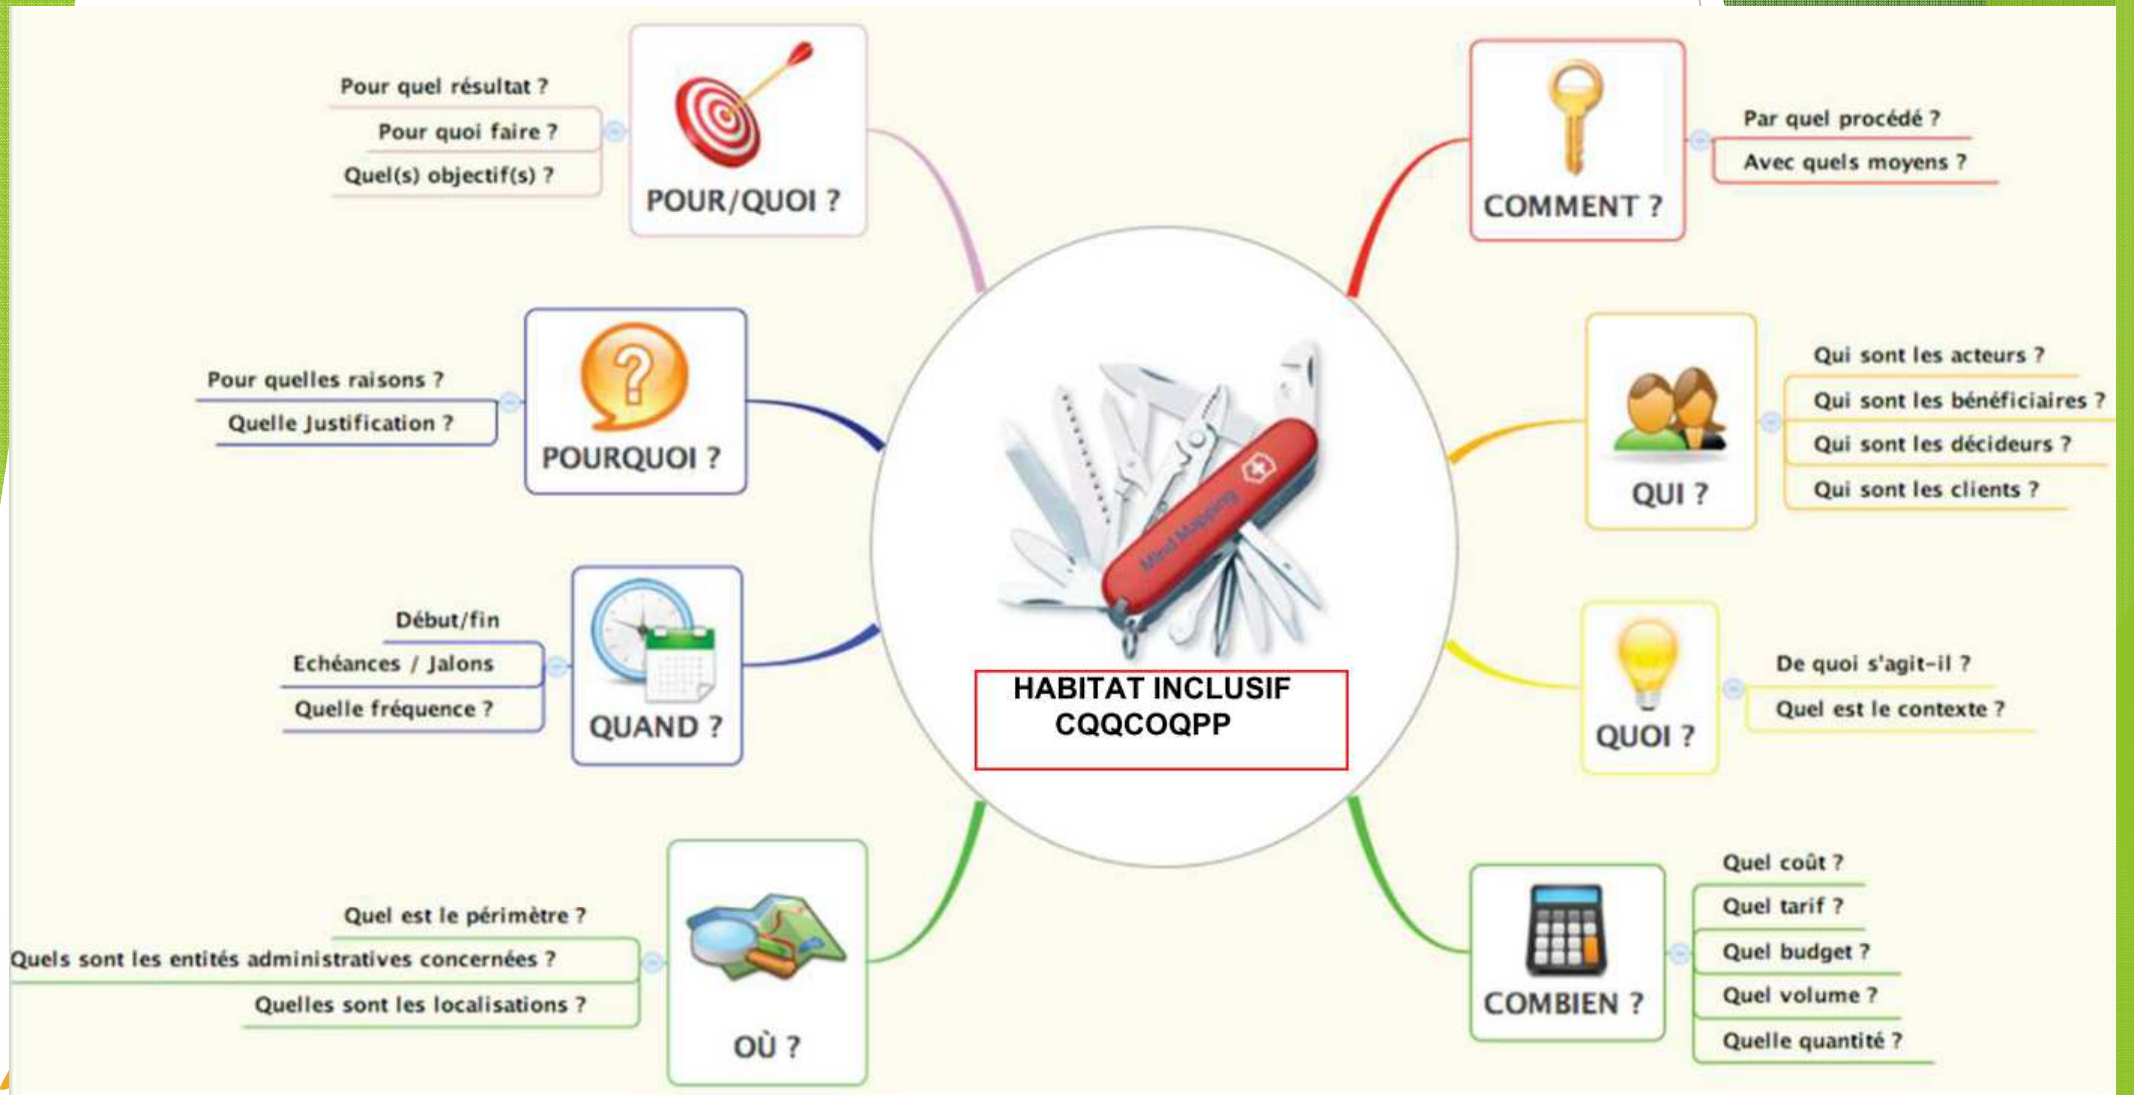 Pour quel résultat ?
Pour quoi faire ?
Quel(s) objectif(s) ?
POUR/QUOI ?
Pour quelles raisons ?
Quelle Justification ?
POURQUOI ?
Début/fin
Echéances / Jalons
Quelle fréquence ?
QUAND ?
Quel est le périmètre ?
Quels sont les entités administratives concernées ?
Quelles sont les localisations ?
OÙ ?
Mind Mapping
HABITAT INCLUSIF
CQQCOQPP
COMMENT ?
Par quel procédé ?
Avec quels moyens ?
QUI ?
Qui sont les acteurs ?
Qui sont les bénéficiaires ?
Qui sont les décideurs ?
Qui sont les clients ?
QUOI ?
De quoi s'agit-il ?
Quel est le contexte ?
COMBIEN ?
Quel coût ?
Quel tarif ?
Quel budget ?
Quel volume ?
Quelle quantité ?